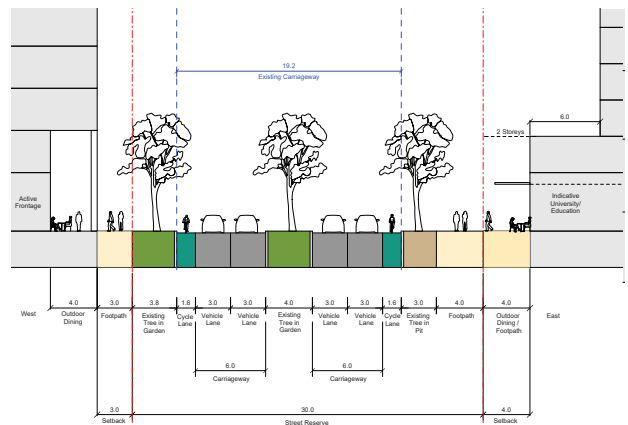 19.2
Existing Carriageway
6.0
2 Storeys
Active
Frontage
Indicative
University/
Education
4.0
3.0
3.8
1.6
3.0
3.0
4.0
3.0
3.0
1.6
3.0
4.0
4.0
West
Outdoor
Dining
Footpath
Existing
Tree in
Garden
Cycle
Lane
Vehicle
Lane
Vehicle
Lane
Existing
Tree in
Garden
Vehicle
Lane
Vehicle
Lane
Cycle
Lane
Existing
Tree in
Pit
Footpath
Outdoor
Dining /
Footpath
East
6.0
6.0
Carriageway
Carriageway
3.0
30.0
4.0
Setback
Street Reserve
Setback